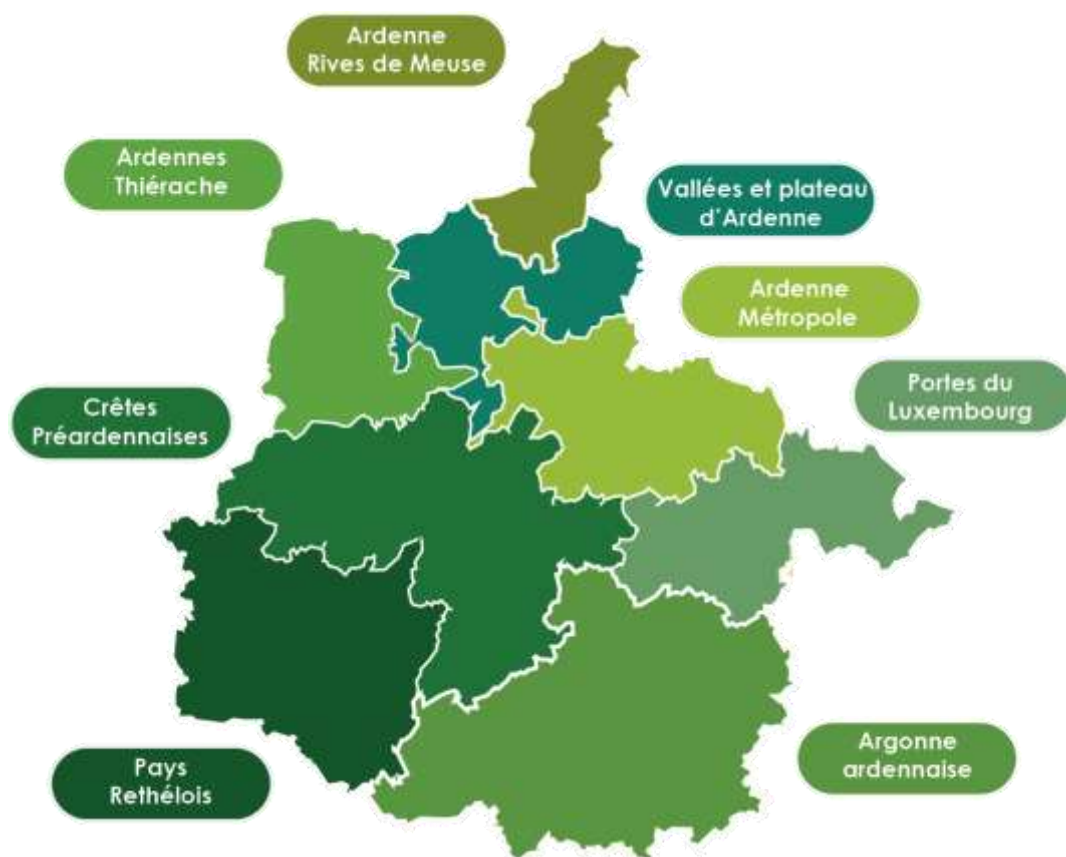 Ardenne
Rives de Meuse
Ardennes
Thiérache
Vallées et plateau
d'Ardenne
Ardenne
Métropole
Portes du
Luxembourg
Crêtes
Préardennaises
Argonne
ardennaise
Pays
Rethélois